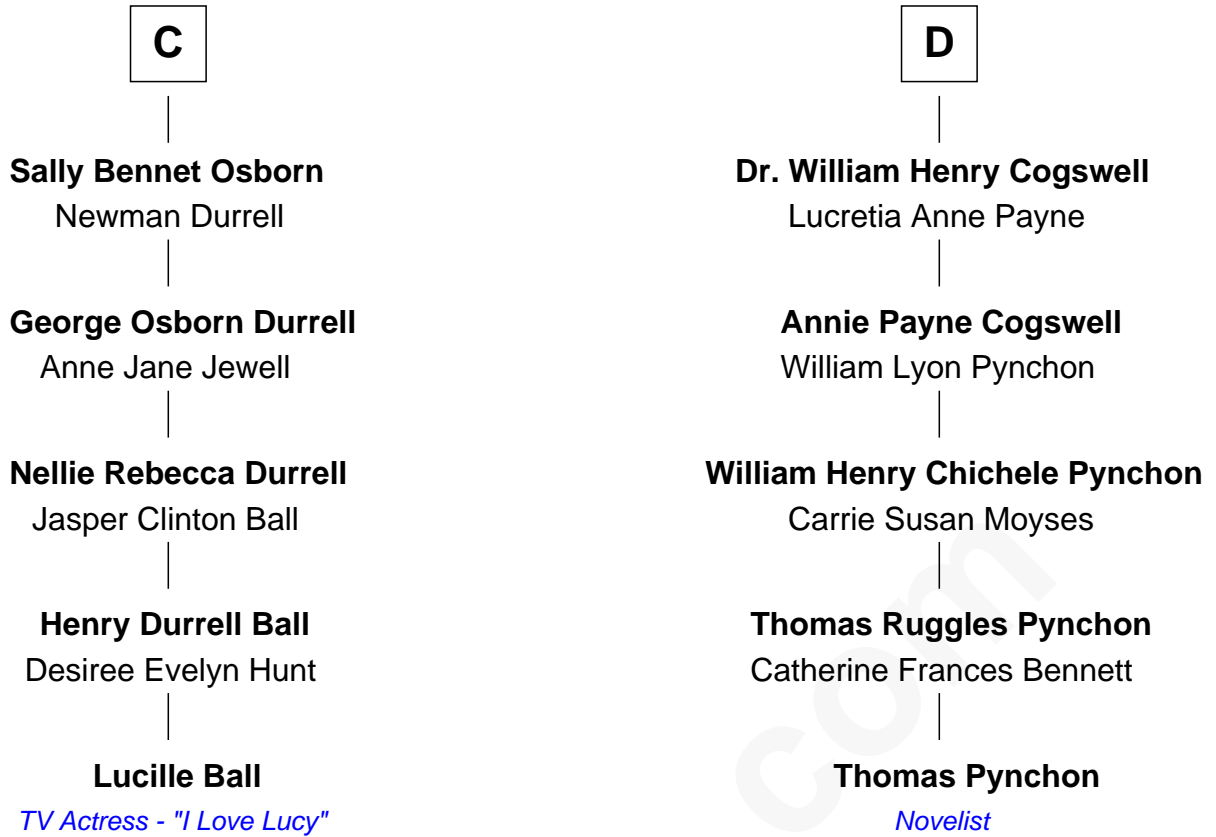 C
Sally Bennet Osborn
Newman Durrell
George Osborn Durrell
Anne Jane Jewell
Nellie Rebecca Durrell
Jasper Clinton Ball
Henry Durrell Ball
Desiree Evelyn Hunt
Lucille Ball
TV Actress - "I Love Lucy"
D
Dr. William Henry Cogswell
Lucretia Anne Payne
Annie Payne Cogswell
William Lyon Pynchon
William Henry Chichele Pynchon
Carrie Susan Moyses
Thomas Ruggles Pynchon
Catherine Frances Bennett
Thomas Pynchon
Novelist
com